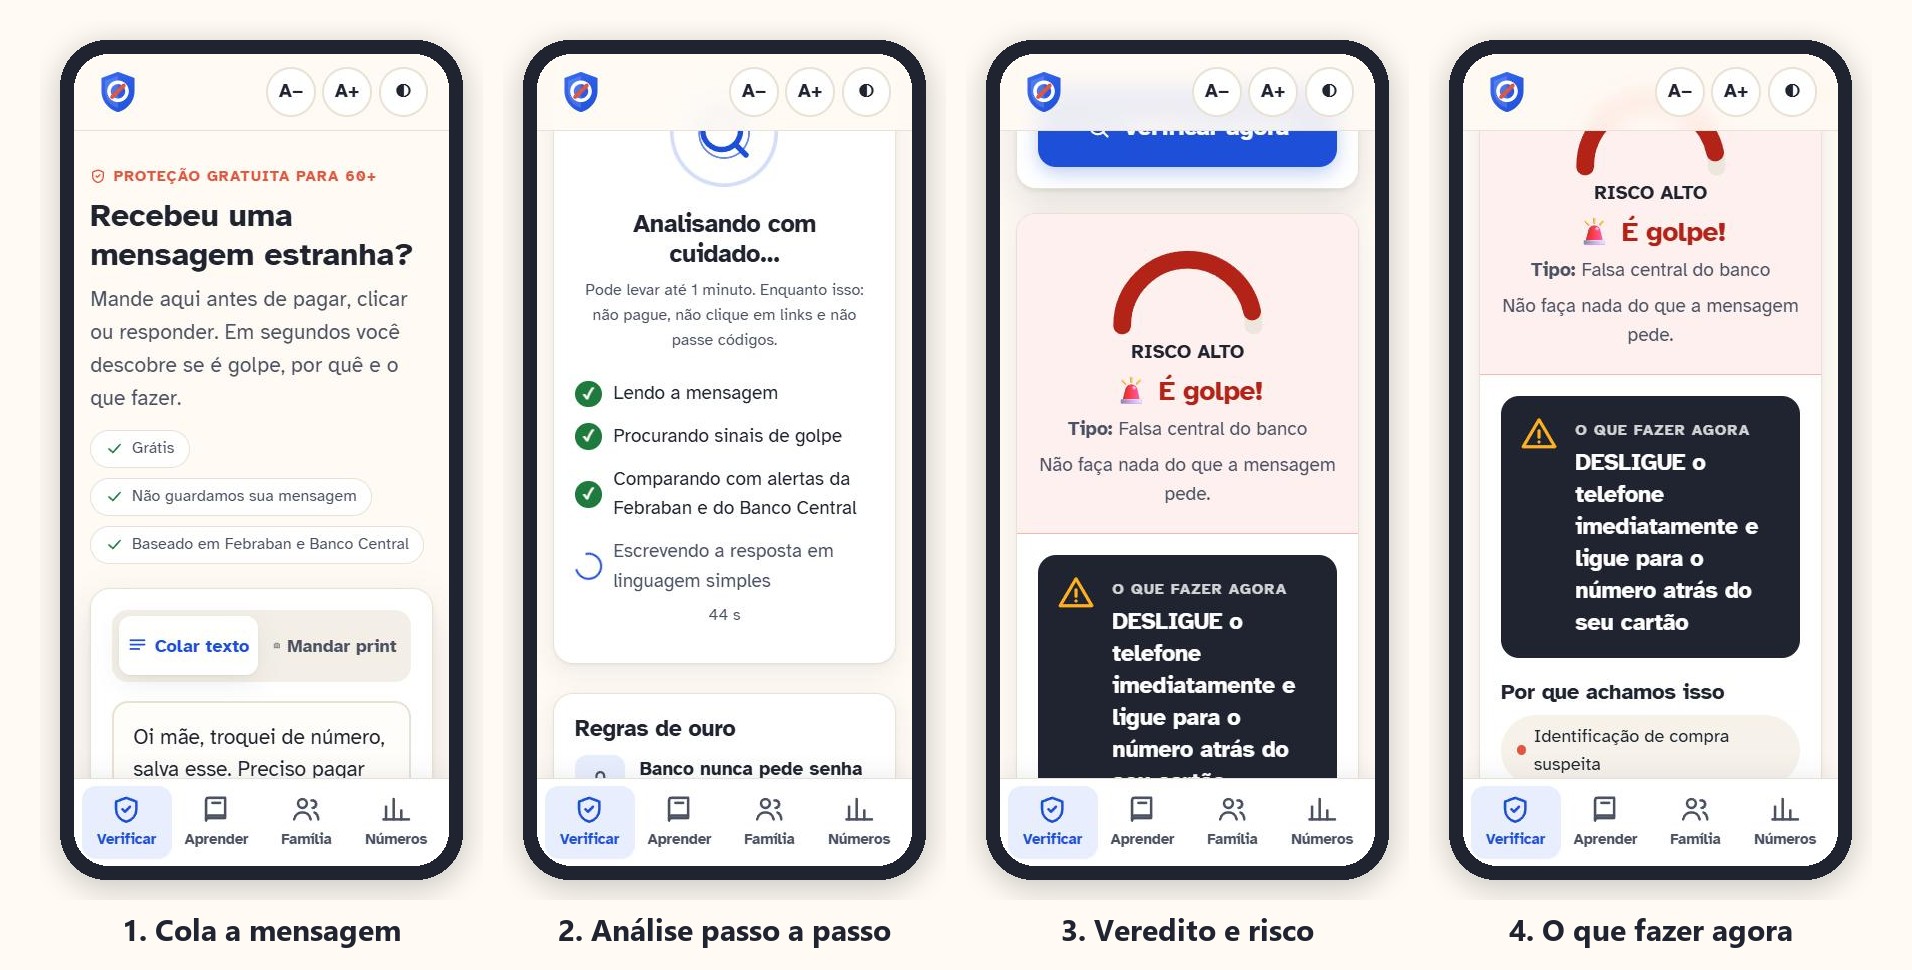 A−
A+
PROTEÇÃO GRATUITA PARA 60+
Recebeu uma
mensagem estranha?
Mande aqui antes de pagar, clicar
ou responder. Em segundos você
descobre se é golpe, por quê e o
que fazer.
Grátis
Não guardamos sua mensagem
Baseado em Febraban e Banco Central
Colar texto
Mandar print
Oi mãe, troquei de número,
salva esse. Preciso pagar
Verificar
Aprender
Família
Números
1. Cola a mensagem
A−
A+
Analisando com
cuidado...
Pode levar até 1 minuto. Enquanto isso:
não pague, não clique em links e não
passe códigos.
Lendo a mensagem
Procurando sinais de golpe
Comparando com alertas da
Febraban e do Banco Central
Escrevendo a resposta em
linguagem simples
44 s
Regras de ouro
Banco nunca pede senha
Verificar
Aprender
Família
Números
2. Análise passo a passo
A−
A+
Verificar agora
RISCO ALTO
É golpe!
Tipo: Falsa central do banco
Não faça nada do que a mensagem
pede.
O QUE FAZER AGORA
DESLIGUE o
telefone
imediatamente e
ligue para o
número atrás do
seu cartão
Verificar
Aprender
Família
Números
3. Veredito e risco
A−
A+
RISCO ALTO
É golpe!
Tipo: Falsa central do banco
Não faça nada do que a mensagem
pede.
O QUE FAZER AGORA
DESLIGUE o
telefone
imediatamente e
ligue para o
número atrás do
seu cartão
Por que achamos isso
Identificação de compra
suspeita
Verificar
Aprender
Família
Números
4. O que fazer agora